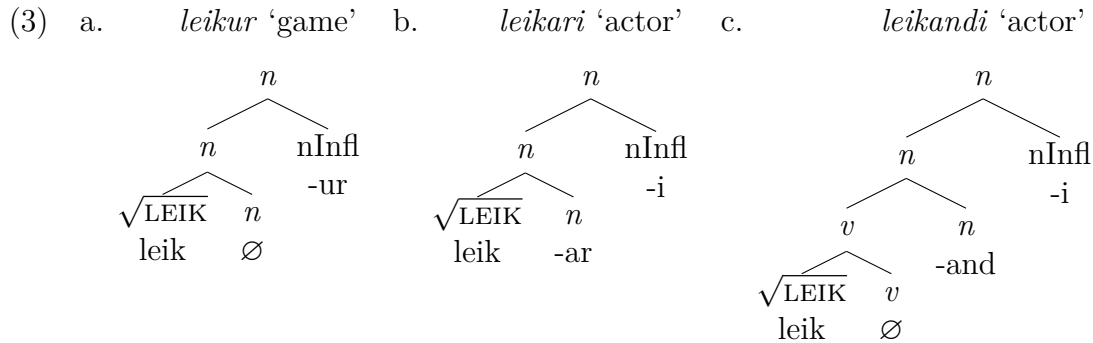 (3) a. leikur ‘game’ b. leikari ‘actor’ c. leikandi ‘actor’
n n n
n nInfl n nInfl n nInfl
-ur -i -i
√LEIK n √LEIK n v n
leik ∅ leik -ar -and
√LEIK v
leik ∅